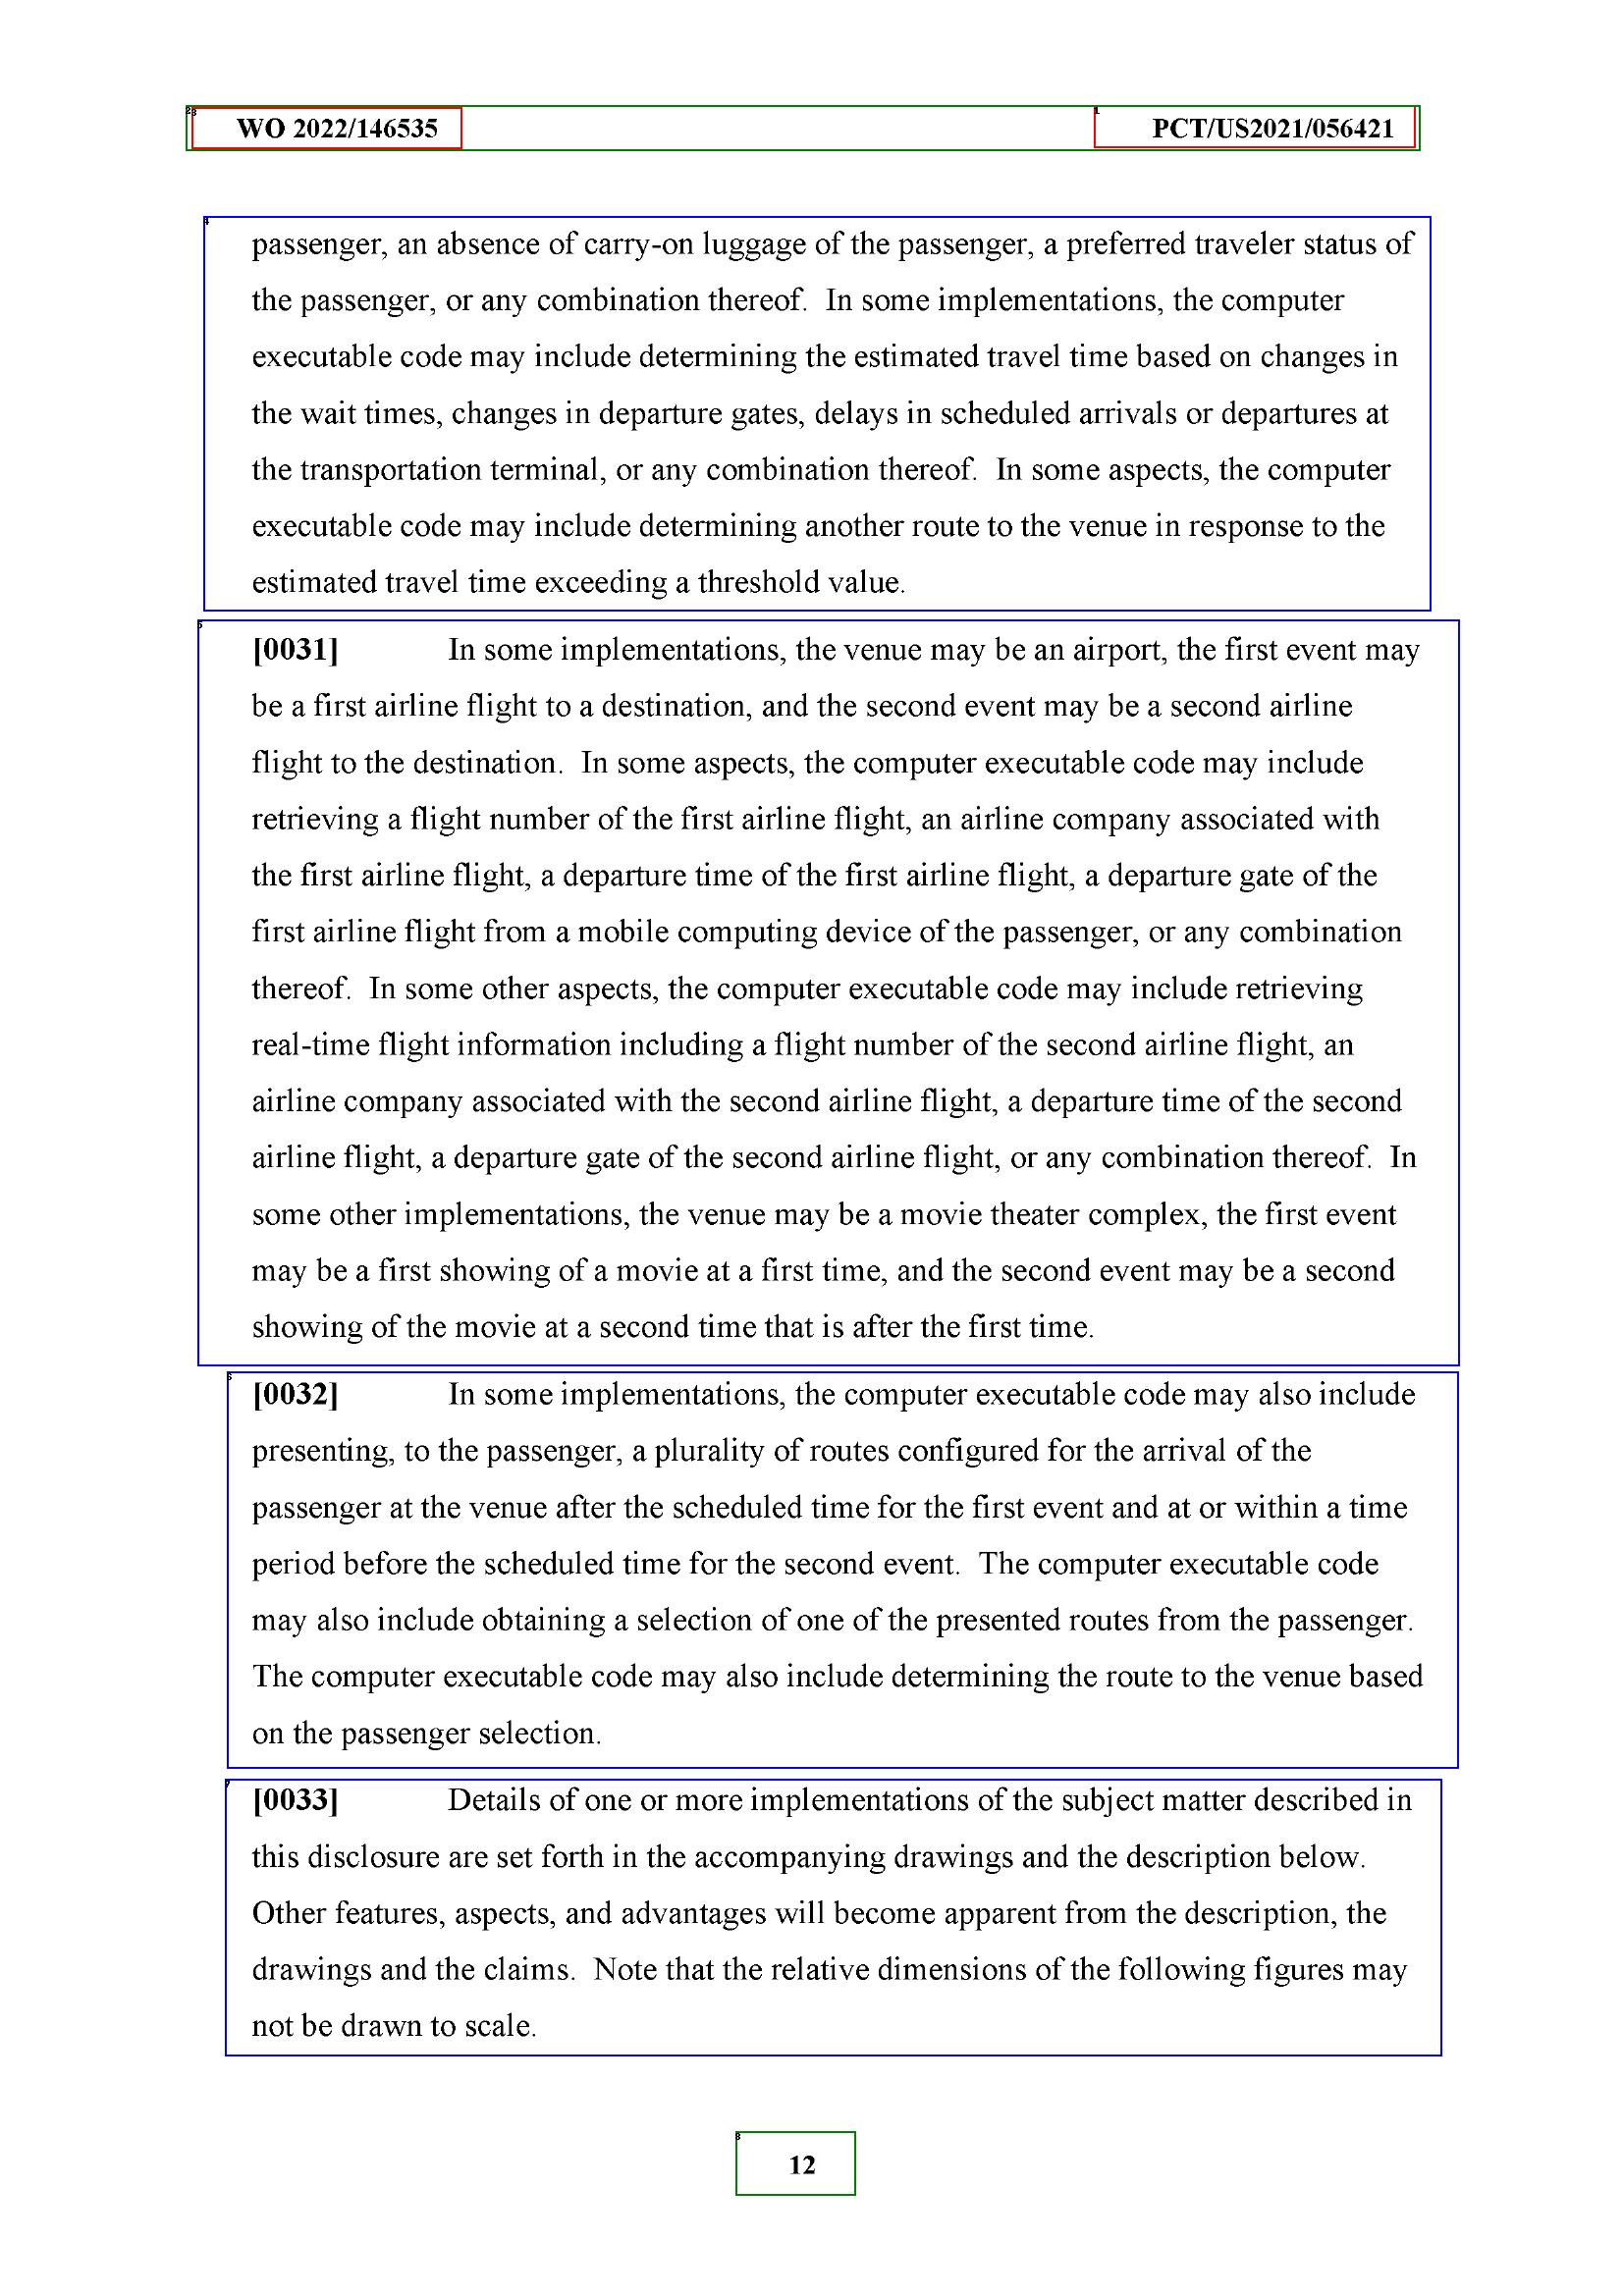 WO 2022/146535 PCT/US2021/056421
passenger, an absence of carry-on luggage of the passenger, a preferred traveler status of
the passenger, or any combination thereof.  In some implementations, the computer
executable code may include determining the estimated travel time based on changes in
the wait times, changes in departure gates, delays in scheduled arrivals or departures at
the transportation terminal, or any combination thereof.  In some aspects, the computer
executable code may include determining another route to the venue in response to the
estimated travel time exceeding a threshold value.
[0031] In some implementations, the venue may be an airport, the first event may
be a first airline flight to a destination, and the second event may be a second airline
flight to the destination.  In some aspects, the computer executable code may include
retrieving a flight number of the first airline flight, an airline company associated with
the first airline flight, a departure time of the first airline flight, a departure gate of the
first airline flight from a mobile computing device of the passenger, or any combination
thereof.  In some other aspects, the computer executable code may include retrieving
real-time flight information including a flight number of the second airline flight, an
airline company associated with the second airline flight, a departure time of the second
airline flight, a departure gate of the second airline flight, or any combination thereof.  In
some other implementations, the venue may be a movie theater complex, the first event
may be a first showing of a movie at a first time, and the second event may be a second
showing of the movie at a second time that is after the first time.
[0032] In some implementations, the computer executable code may also include
presenting, to the passenger, a plurality of routes configured for the arrival of the
passenger at the venue after the scheduled time for the first event and at or within a time
period before the scheduled time for the second event.  The computer executable code
may also include obtaining a selection of one of the presented routes from the passenger.
The computer executable code may also include determining the route to the venue based
on the passenger selection.
[0033] Details of one or more implementations of the subject matter described in
this disclosure are set forth in the accompanying drawings and the description below.
Other features, aspects, and advantages will become apparent from the description, the
drawings and the claims.  Note that the relative dimensions of the following figures may
not be drawn to scale.
12